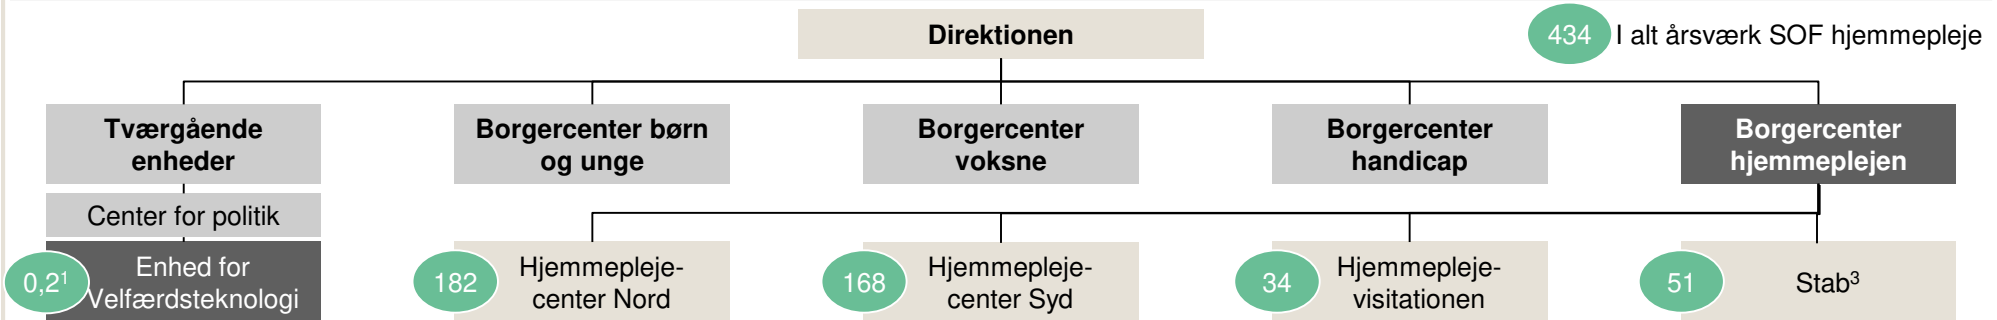 Direktionen
434 I alt årsværk SOF hjemmepleje
Tværgående
enheder
Borgercenter børn
og unge
Borgercenter
voksne
Borgercenter
handicap
Borgercenter
hjemmeplejen
Center for politik
0,2¹
Enhed for
Velfærdsteknologi
182
Hjemmepleje-
center Nord
168
Hjemmepleje-
center Syd
34
Hjemmepleje-
visitationen
51
Stab³